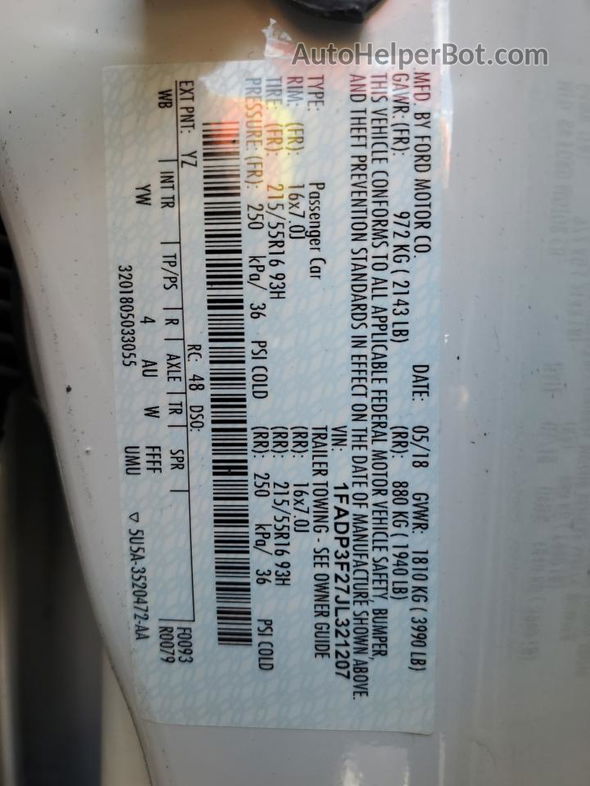 AutoHelperBot.com
MFD. BY FORD MOTOR CO.
DATE: 05/18 GVWR: 1810 KG ( 3990 LB)
GAWR: (FR): 972 KG ( 2143 LB) (RR): 880 KG ( 1940 LB)
THIS VEHICLE CONFORMS TO ALL APPLICABLE FEDERAL MOTOR VEHICLE SAFETY, BUMPER,
AND THEFT PREVENTION STANDARDS IN EFFECT ON THE DATE OF MANUFACTURE SHOWN ABOVE.
VIN: 1FADP3F27JL321207
TYPE: Passenger Car TRAILER TOWING - SEE OWNER GUIDE
RIM: (FR): 16x7.0J (RR): 16x7.0J
TIRE: (FR): 215/55R16 93H (RR): 215/55R16 93H
PRESSURE: (FR): 250 kPa/ 36 PSI COLD (RR): 250 kPa/ 36 PSI COLD
RC: 48 DSO:
F0093
EXT PNT: YZ INT TR TP/PS R AXLE TR SPR R0079
WB YW 4 AU W FFFF
UMU
3201805033055 ▽ 5U5A-3520472-AA